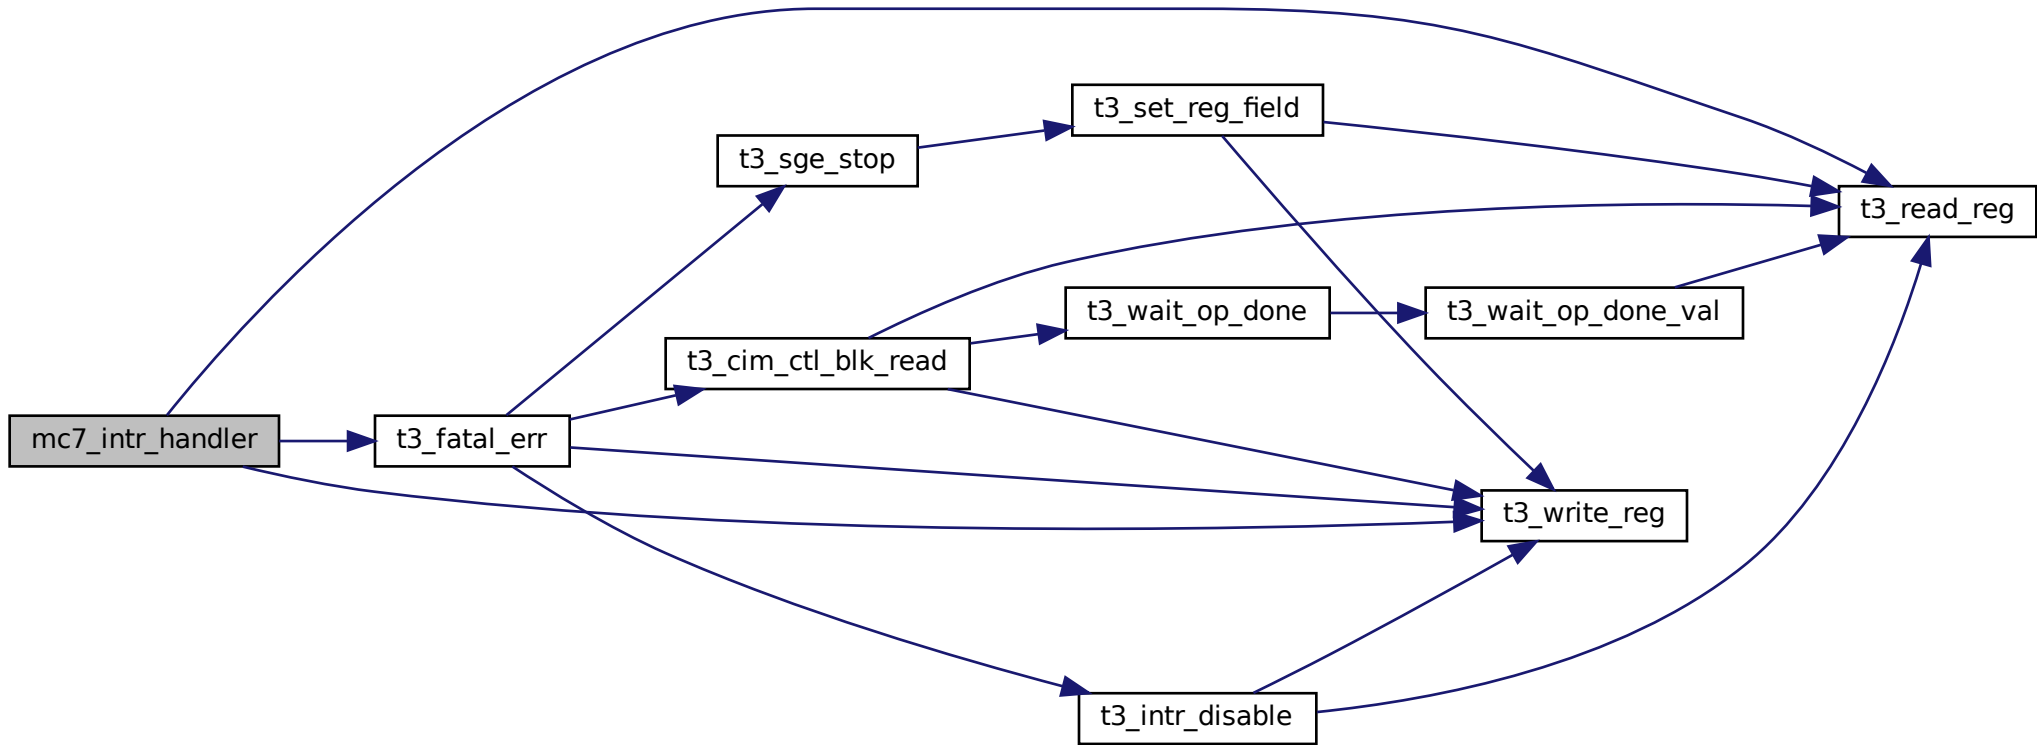 t3_set_reg_field
t3_sge_stop
t3_read_reg
t3_wait_op_done
t3_wait_op_done_val
t3_cim_ctl_blk_read
mc7_intr_handler
t3_fatal_err
t3_write_reg
t3_intr_disable